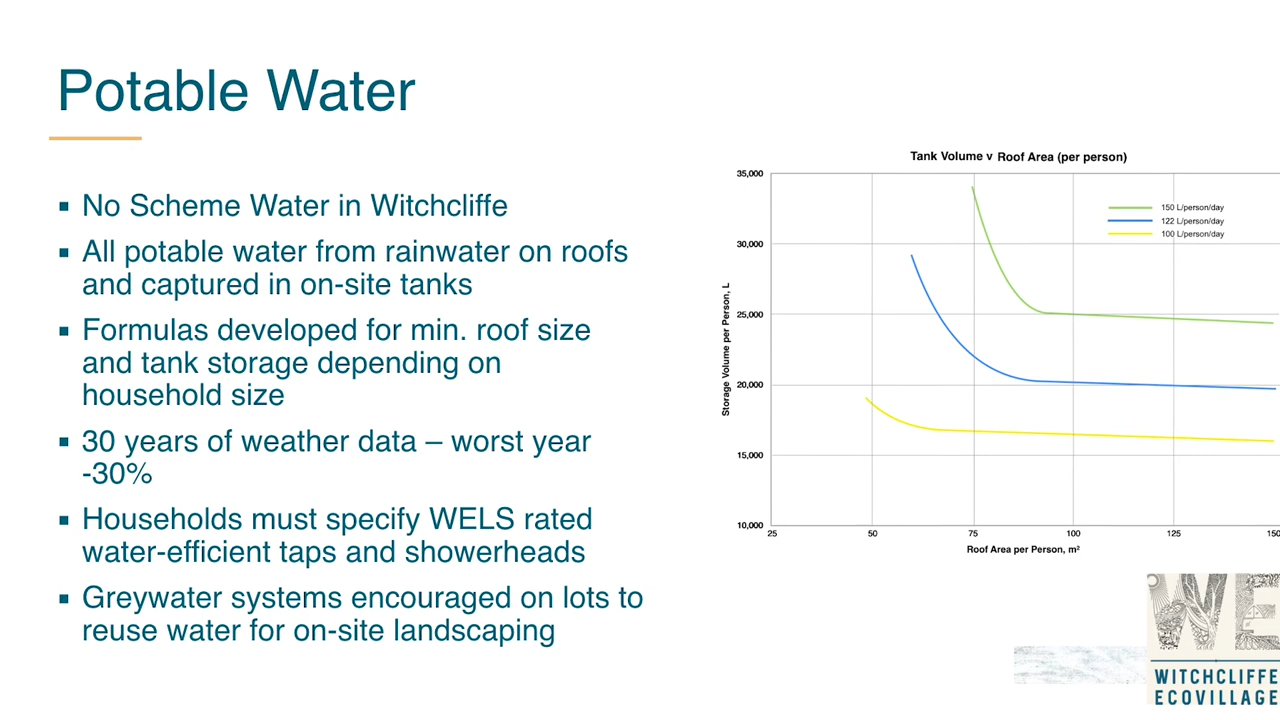 Potable Water
▪ No Scheme Water in Witchcliffe
▪ All potable water from rainwater on roofs
and captured in on-site tanks
▪ Formulas developed for min. roof size
and tank storage depending on
household size
▪ 30 years of weather data – worst year
-30%
▪ Households must specify WELS rated
water-efficient taps and showerheads
▪ Greywater systems encouraged on lots to
reuse water for on-site landscaping
Tank Volume v Roof Area (per person)
35,000
30,000
25,000
20,000
15,000
10,000
Storage Volume per Person, L
150 L/person/day
122 L/person/day
100 L/person/day
25 50 75 100 125 150
Roof Area per Person, m²
WE
WITCHCLIFFE
ECOVILLAGE